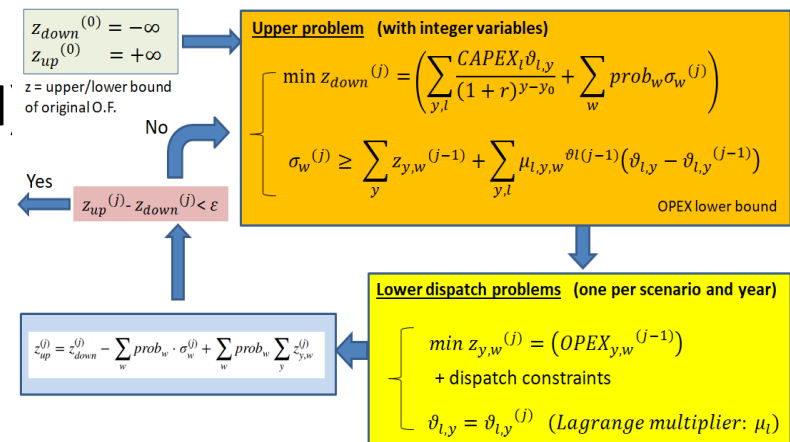 z_down^(0) = −∞
z_up^(0) = +∞
z = upper/lower bound
of original O.F.
Upper problem (with integer variables)
min z_down^(j) = (∑_{y,l} CAPEX_l ϑ_{l,y} / (1 + r)^{y−y_0} + ∑_w prob_w σ_w^(j))
σ_w^(j) ≥ ∑_y z_{y,w}^(j−1) + ∑_{y,l} μ_{l,y,w}^{ϑl(j−1)} (ϑ_{l,y} − ϑ_{l,y}^(j−1))
OPEX lower bound
No
Yes
z_up^(j) - z_down^(j) < ε
Lower dispatch problems (one per scenario and year)
min z_{y,w}^(j) = (OPEX_{y,w}^(j−1))
+ dispatch constraints
ϑ_{l,y} = ϑ_{l,y}^(j) (Lagrange multiplier: μ_l)
z_up^(j) = z_down^(j) − ∑_w prob_w · σ_w^(j) + ∑_w prob_w ∑_y z_{y,w}^(j)